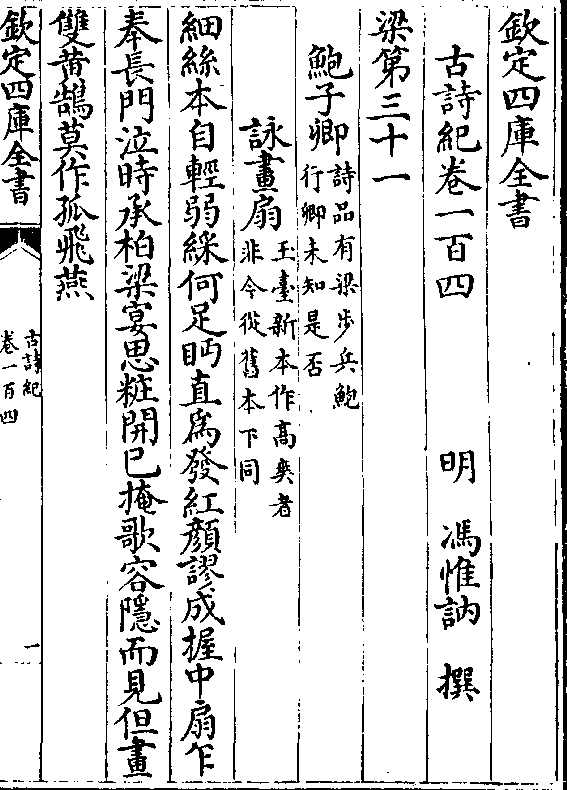 欽定四庫全書
古詩紀卷一百四 明 馮惟訥 撰
梁第三十一
鮑子卿 詩品有梁步兵鮑
行卿未知是否
詠畫扇 玉臺新本作高爽者
非今從舊本下同
細絲本自輕弱綵何足眄直為發紅顔謬成握中扇乍
奉長門泣時承柏梁宴思粧開已掩歌容隱而見但畫
雙黄鵠莫作孤飛燕
欽定四庫全書
古詩紀
卷一百四
一